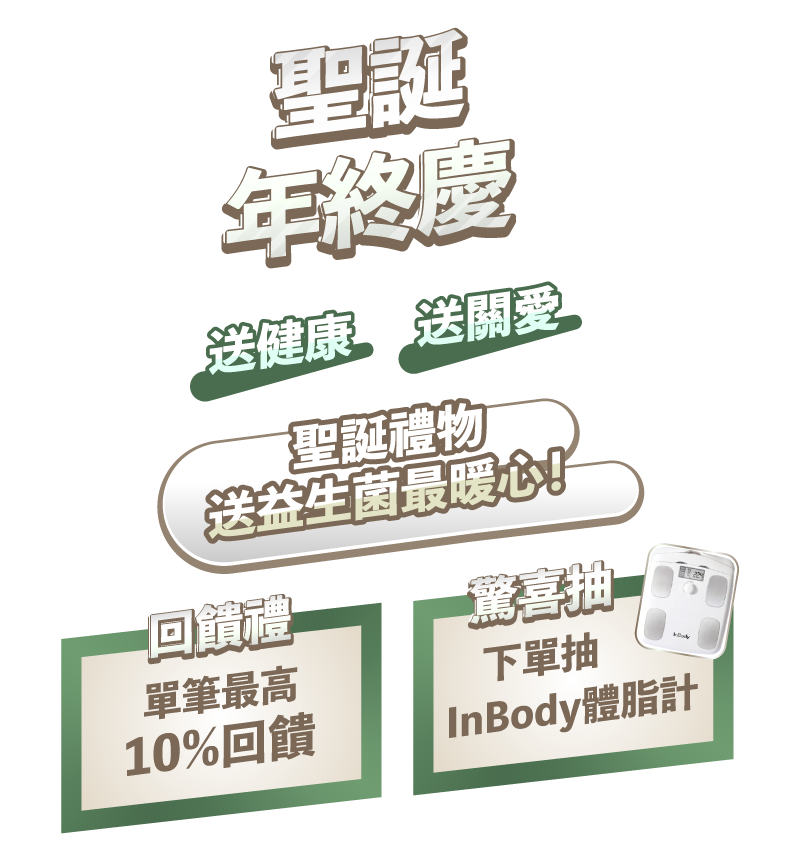 聖誕
年終慶
送健康
送關愛
聖誕禮物
送益生菌最暖心!
回饋禮
單筆最高
10%回饋
驚喜抽
下單抽
InBody體脂計
InBody